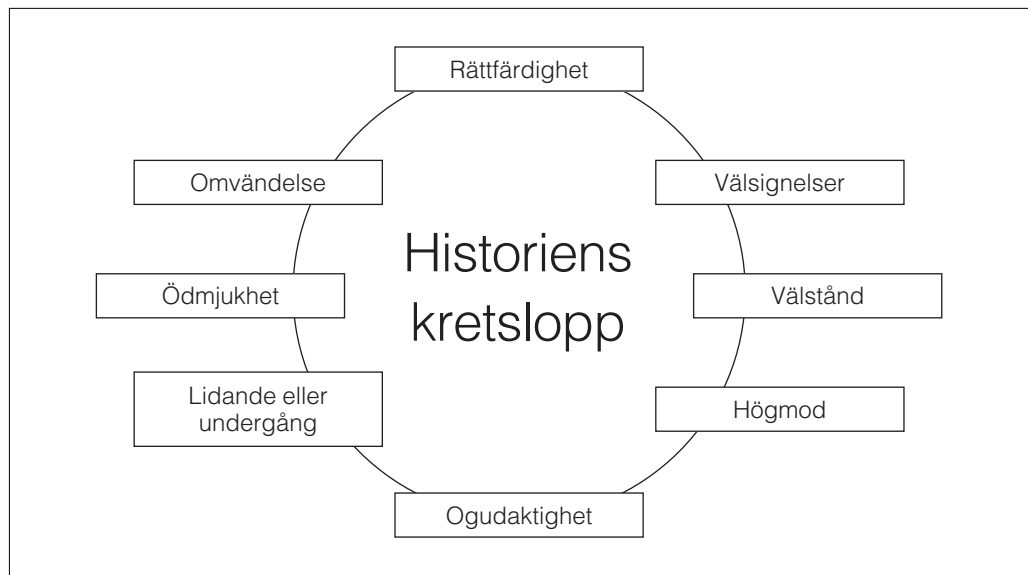 Rättfärdighet
Omvändelse
Välsignelser
Historiens
kretslopp
Ödmjukhet
Välstånd
Lidande eller
undergång
Högmod
Ogudaktighet